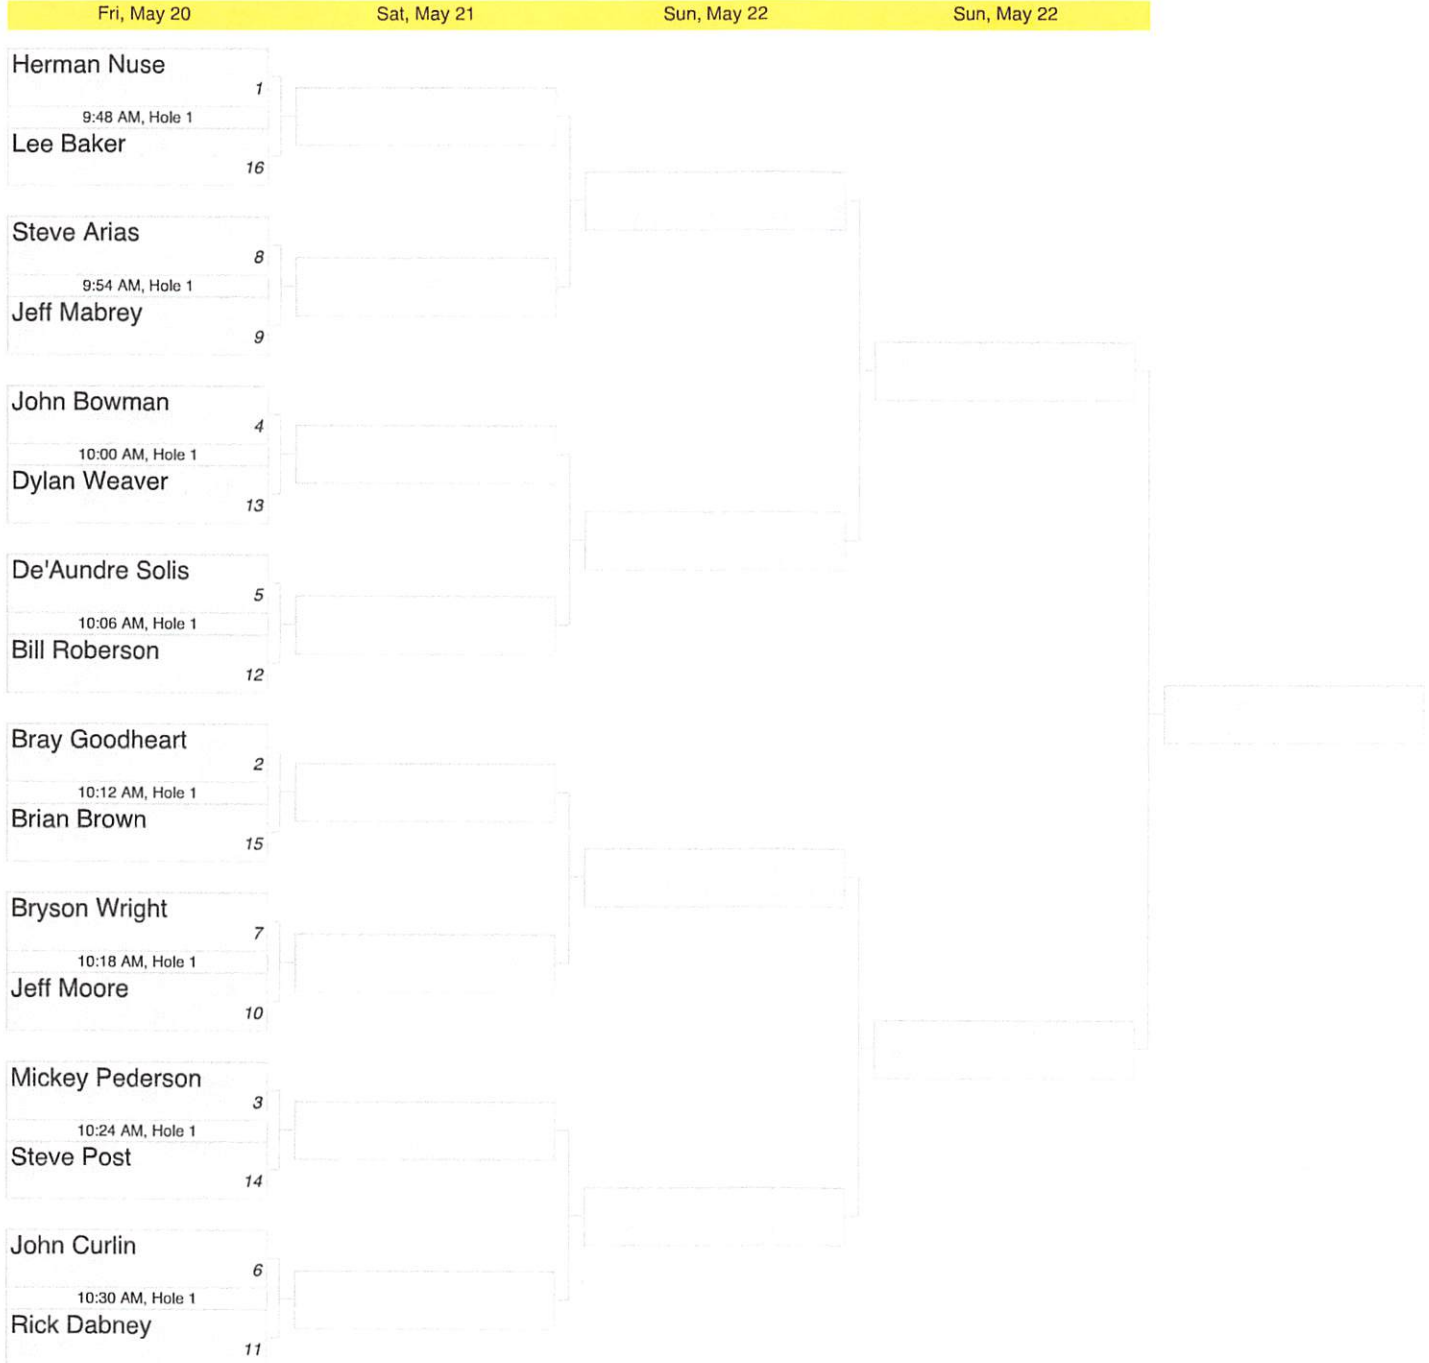 Fri, May 20 Sat, May 21 Sun, May 22 Sun, May 22
Herman Nuse
1
9:48 AM, Hole 1
Lee Baker
16
Steve Arias
8
9:54 AM, Hole 1
Jeff Mabrey
9
John Bowman
4
10:00 AM, Hole 1
Dylan Weaver
13
De'Aundre Solis
5
10:06 AM, Hole 1
Bill Roberson
12
Bray Goodheart
2
10:12 AM, Hole 1
Brian Brown
15
Bryson Wright
7
10:18 AM, Hole 1
Jeff Moore
10
Mickey Pederson
3
10:24 AM, Hole 1
Steve Post
14
John Curlin
6
10:30 AM, Hole 1
Rick Dabney
11